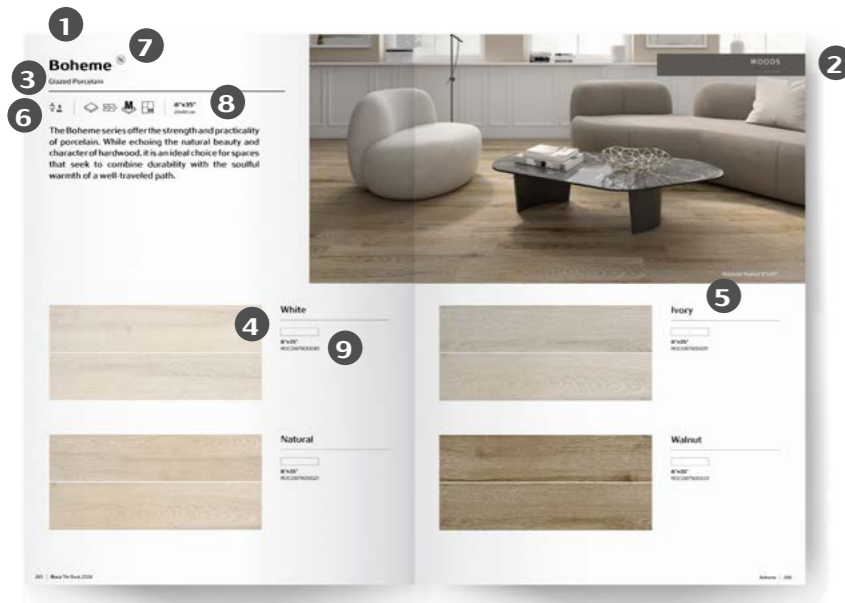 1
7
Boheme N
3
Glazed Porcelain
2
WOODS
6
M
8"x35"
8
The Boheme series offer the strength and practicality
of porcelain. While echoing the natural beauty and
character of hardwood, it is an ideal choice for spaces
that seek to combine durability with the soulful
warmth of a well-traveled path.
5
4
White
8"x35"
9
Ivory
8"x35"
Natural
8"x35"
Walnut
8"x35"
Boheme